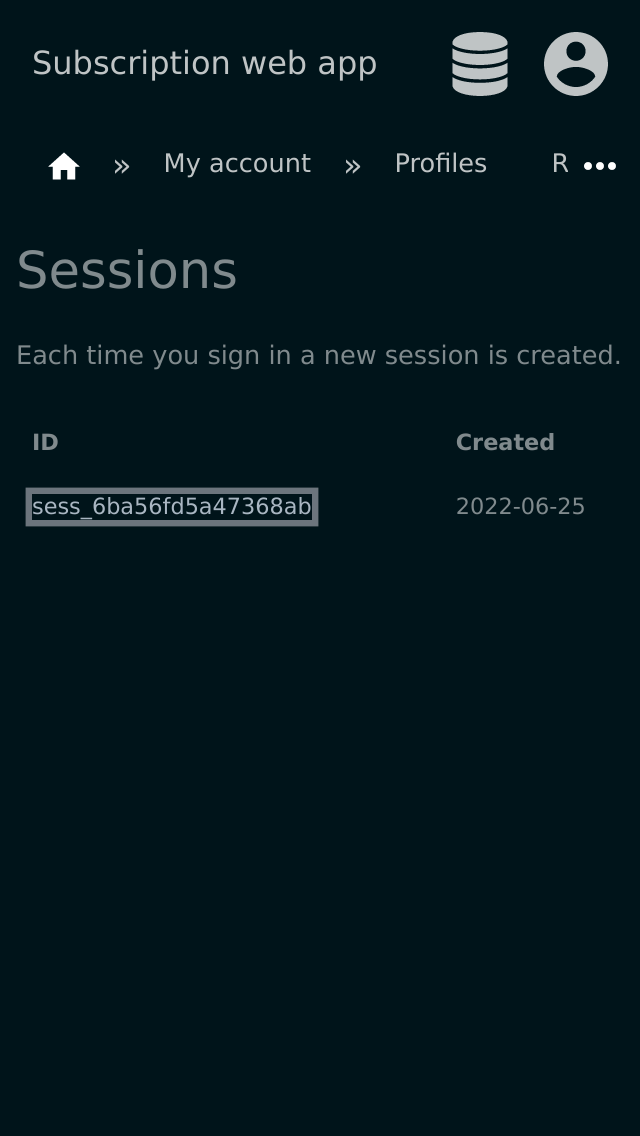 Subscription web app
» My account » Profiles R •••
Sessions
Each time you sign in a new session is created.
ID Created
sess_6ba56fd5a47368ab 2022-06-25